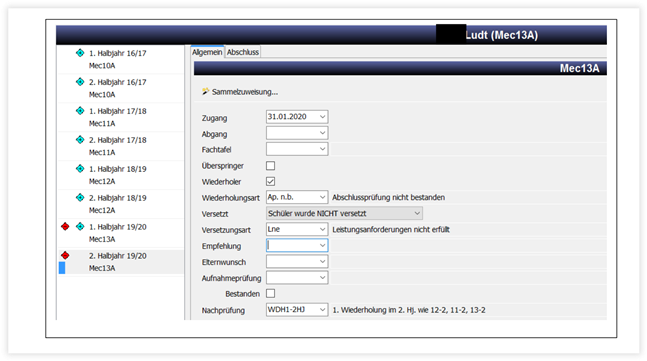 Ludt (Mec13A)
1. Halbjahr 16/17
Mec10A
2. Halbjahr 16/17
Mec10A
1. Halbjahr 17/18
Mec11A
2. Halbjahr 17/18
Mec11A
1. Halbjahr 18/19
Mec12A
2. Halbjahr 18/19
Mec12A
1. Halbjahr 19/20
Mec13A
2. Halbjahr 19/20
Mec13A
Allgemein Abschluss
Mec13A
Sammelzuweisung...
Zugang 31.01.2020
Abgang
Fachtafel
Überspringer
Wiederholer
Wiederholungsart Ap. n.b. Abschlussprüfung nicht bestanden
Versetzt Schüler wurde NICHT versetzt
Versetzungsart Lne Leistungsanforderungen nicht erfüllt
Empfehlung
Elternwunsch
Aufnahmeprüfung
Bestanden
Nachprüfung WDH1-2HJ 1. Wiederholung im 2. Hj. wie 12-2, 11-2, 13-2